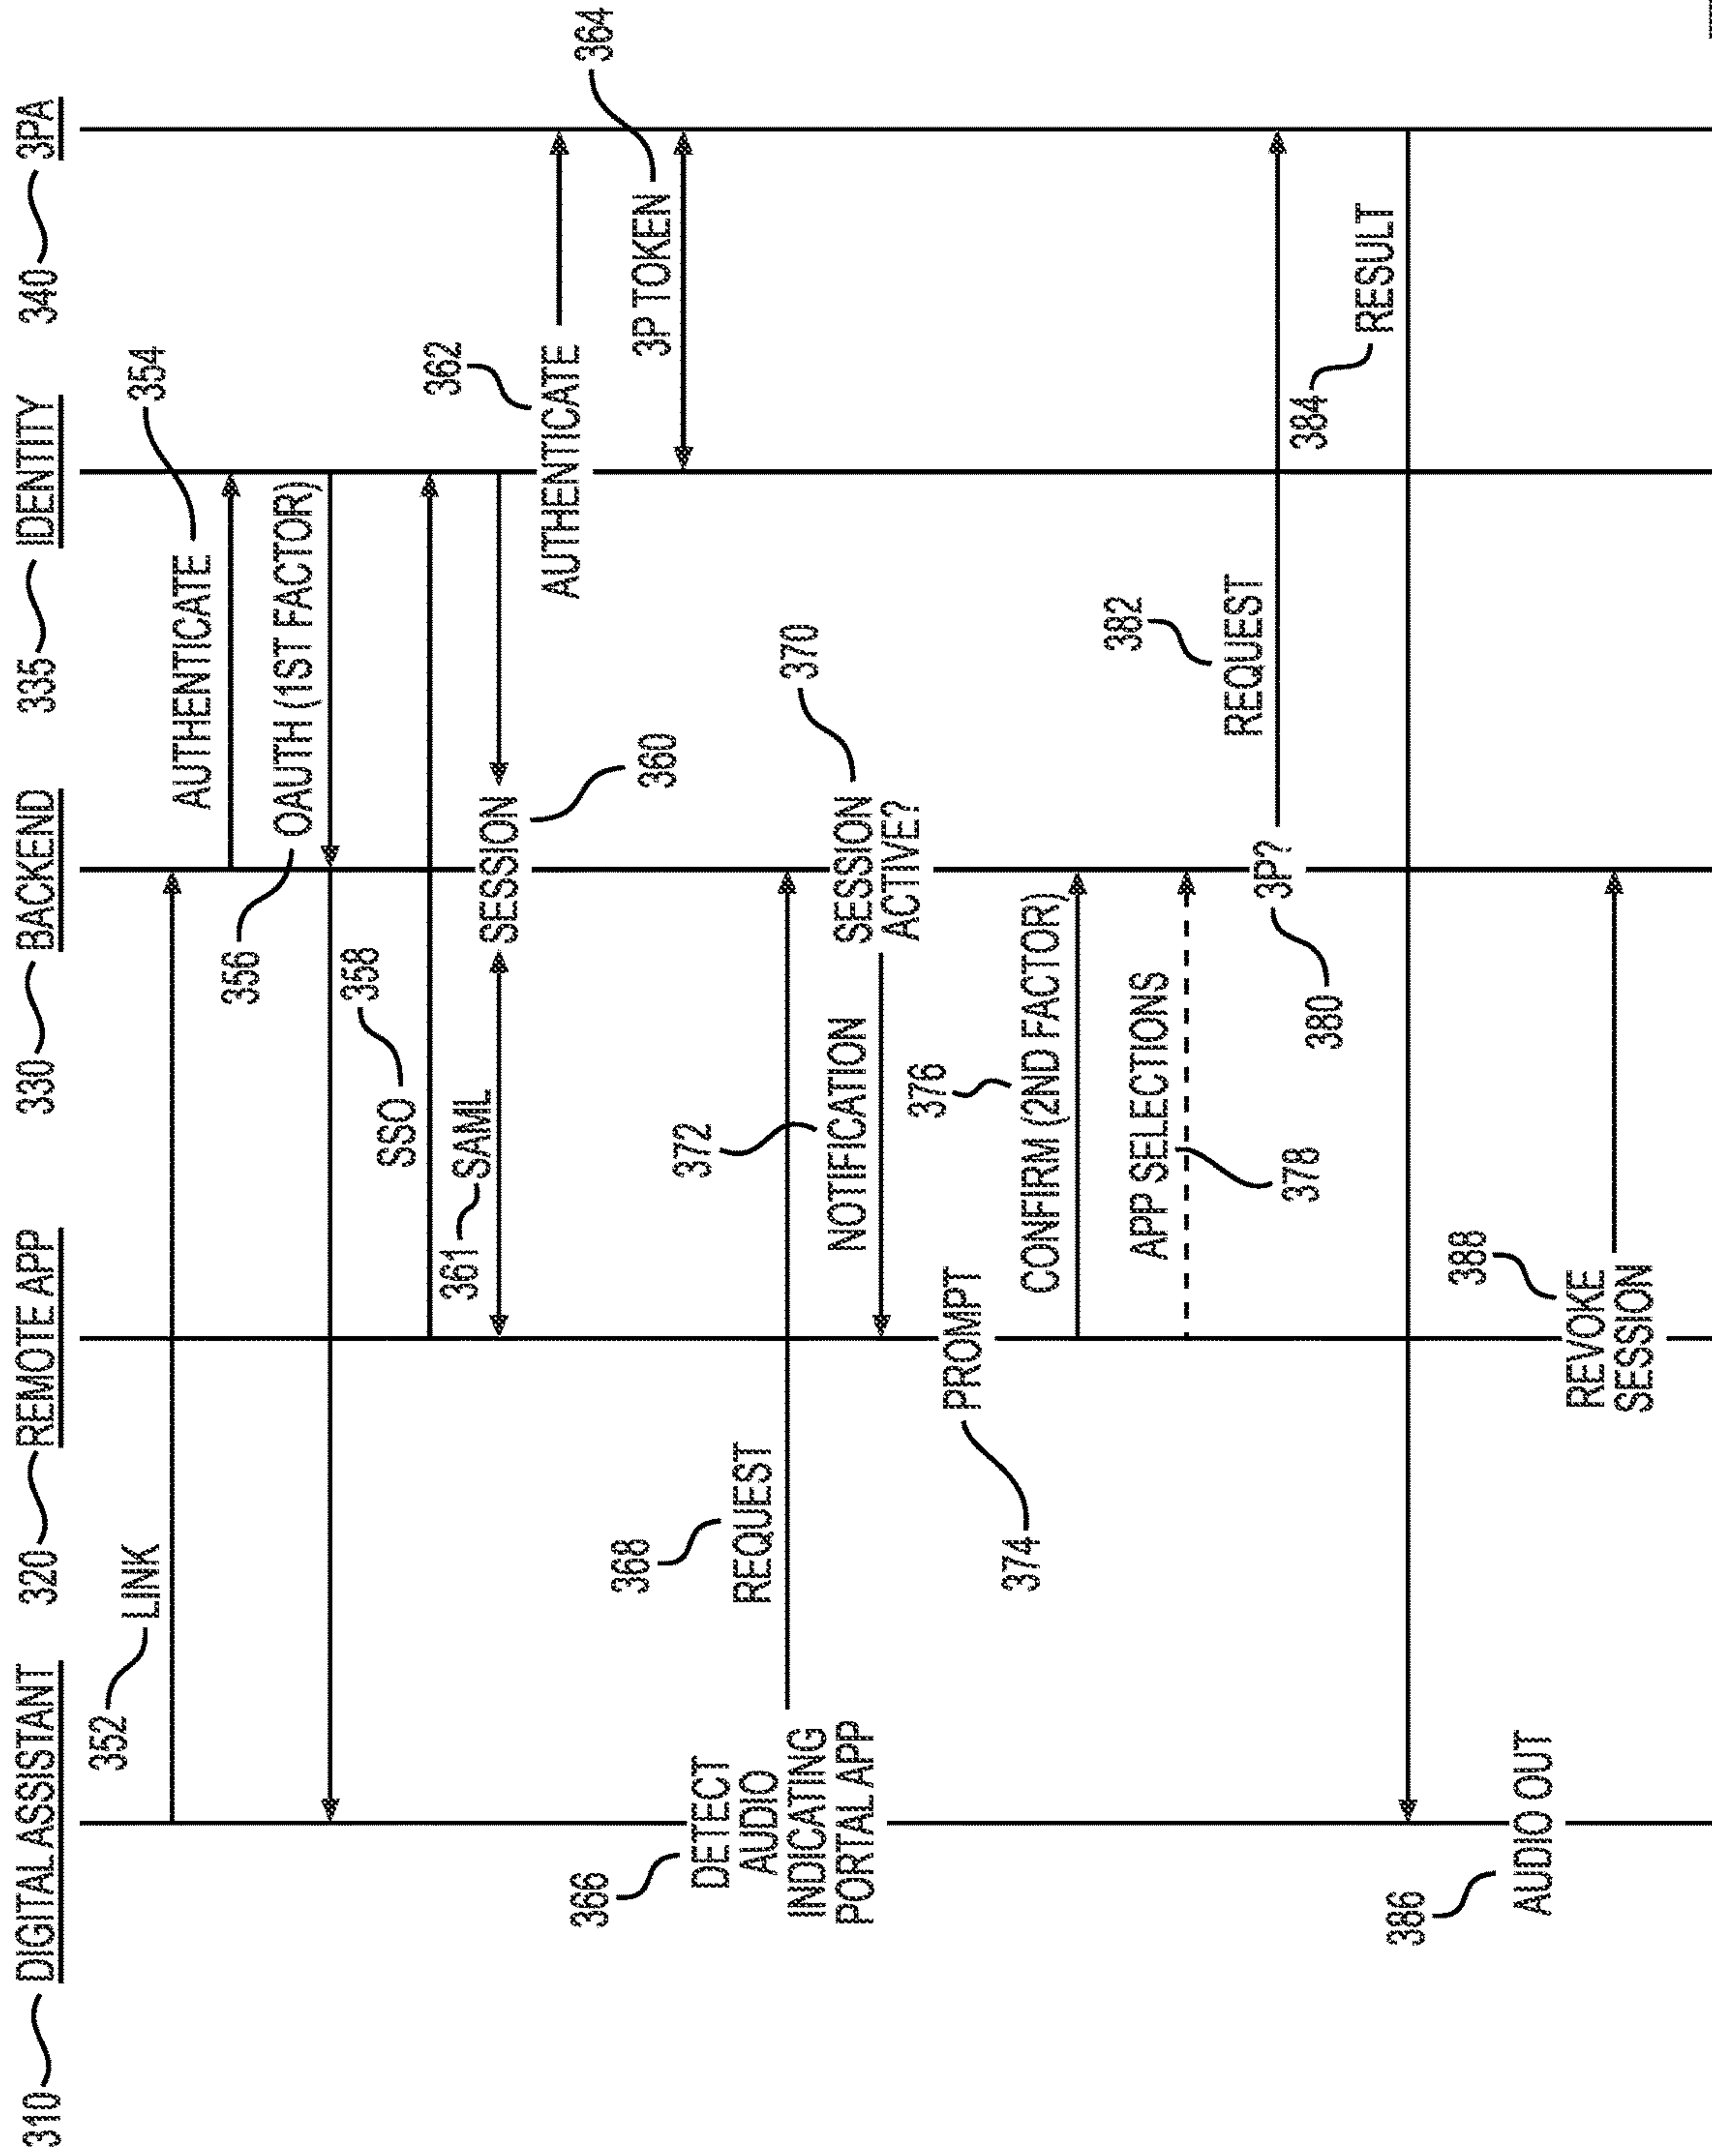 310 DIGITAL ASSISTANT
320 REMOTE APP
330 BACKEND
335 IDENTITY
340 3PA
352 LINK
AUTHENTICATE 354
356 OAUTH (1ST FACTOR)
SSO 358
361 SAML
SESSION 360
AUTHENTICATE 362
3P TOKEN 364
366 DETECT
AUDIO
INDICATING
PORTAL APP
368 REQUEST
SESSION 370
ACTIVE?
372 NOTIFICATION
374 PROMPT
376 CONFIRM (2ND FACTOR)
APP SELECTIONS 378
380 3P?
382 REQUEST
384 RESULT
386 AUDIO OUT
388 REVOKE
SESSION